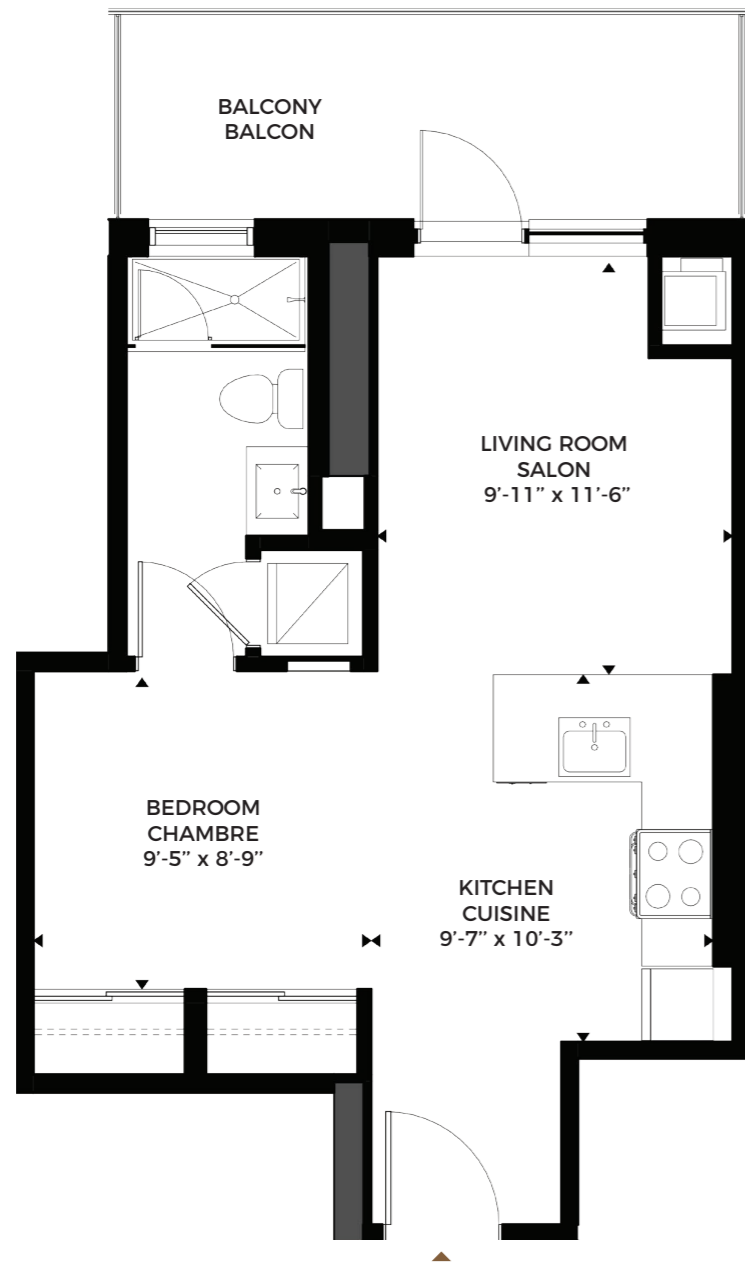 BALCONY
BALCON
LIVING ROOM
SALON
9’-11” x 11’-6”
BEDROOM
CHAMBRE
9’-5” x 8’-9”
KITCHEN
CUISINE
9’-7” x 10’-3”